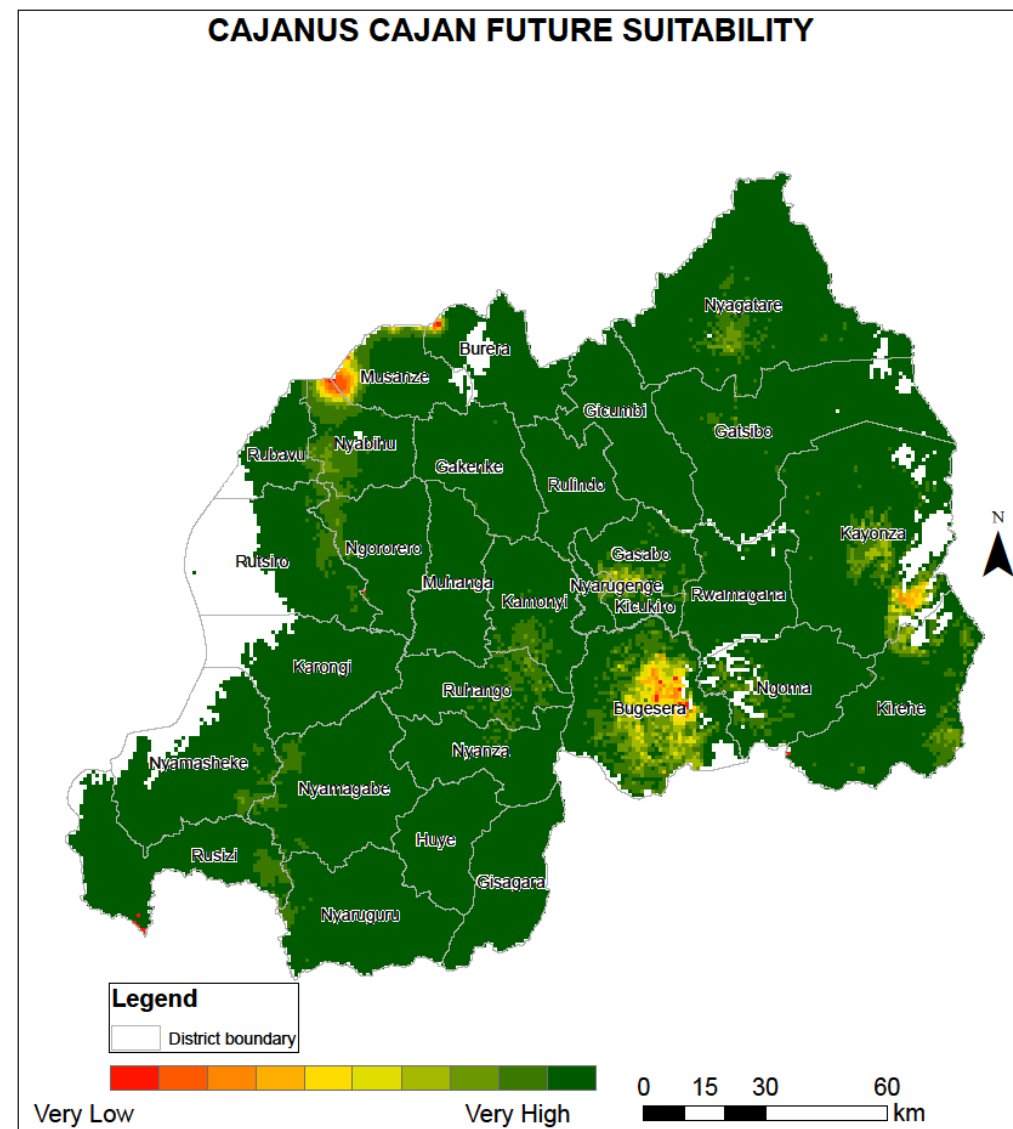 CAJANUS CAJAN FUTURE SUITABILITY
Nyagatare
Burera
Musanze
Gicumbi
Gatsibo
Nyabihu
Rubavu
Gakenke
Rulindo
Kayonza
N
Ngororero
Gasabo
Rutsiro
Muhanga
Nyarugenge
Kamonyi
Kicukiro
Rwamagana
Karongi
Ruhango
Ngoma
Bugesera
Kirehe
Nyanza
Nyamasheke
Nyamagabe
Huye
Rusizi
Gisagara
Nyaruguru
Legend
District boundary
0 15 30 60
km
Very Low Very High